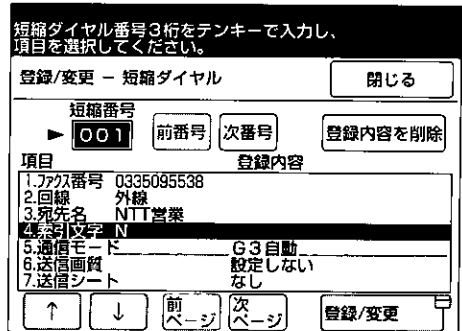 短縮ダイヤル番号3桁をテンキーで入力し、
項目を選択してください。
登録/変更 － 短縮ダイヤル 閉じる
短縮番号
► 001 前番号 次番号 登録内容を削除
項目 登録内容
1.ﾌｧｸｽ番号 0335095538
2.回線 外線
3.宛先名 NTT営業
4.索引文字 N
5.通信モード G3自動
6.送信画質 設定しない
7.送信シート なし
↑ ↓ 前ページ 次ページ 登録/変更